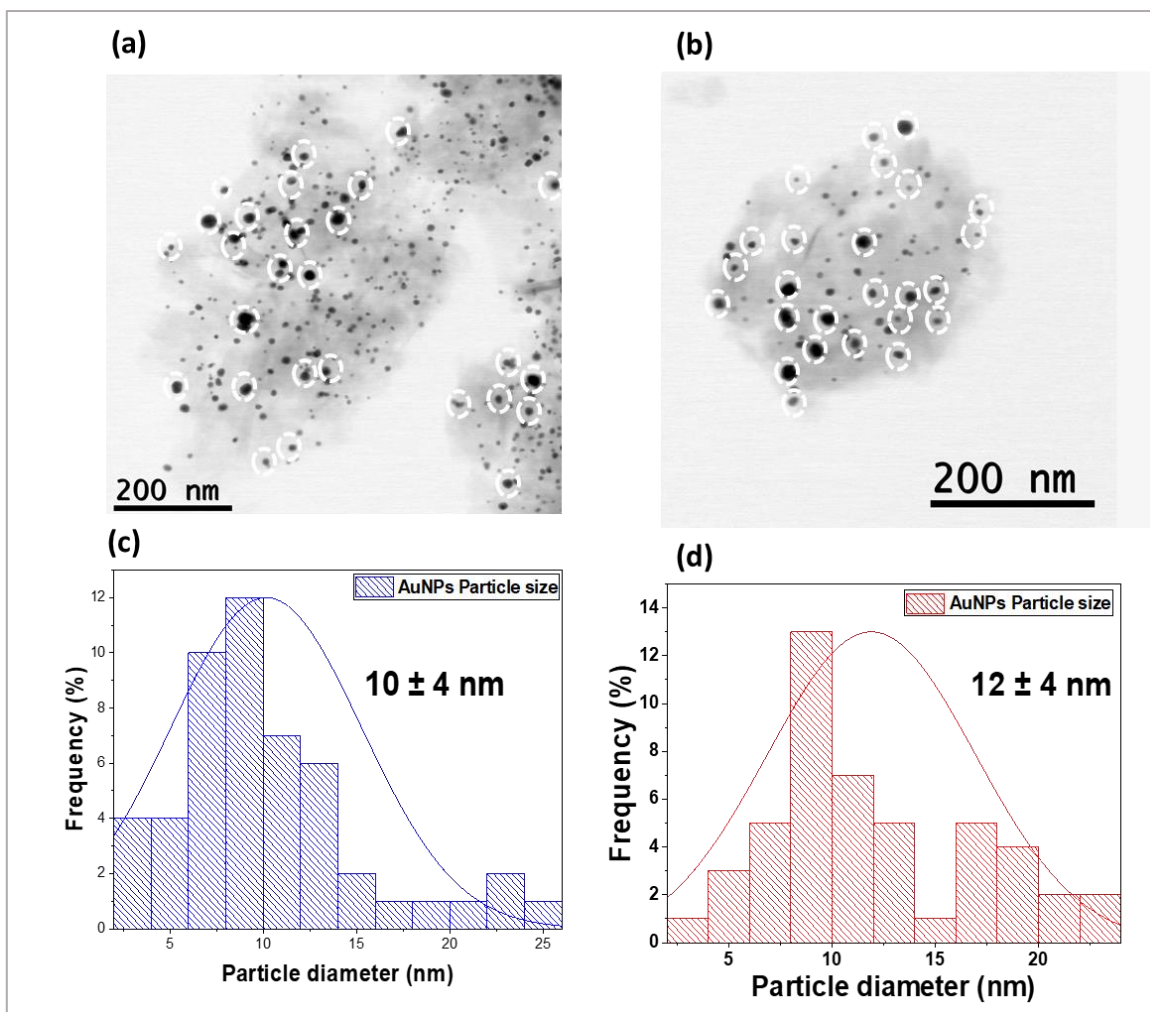 (a)
(b)
200 nm
200 nm
(c)
(d)
AuNPs Particle size
12
10
8
6
4
2
0
Frequency (%)
10 ± 4 nm
5
10
15
20
25
Particle diameter (nm)
AuNPs Particle size
14
12
10
8
6
4
2
0
Frequency (%)
12 ± 4 nm
5
10
15
20
Particle diameter (nm)